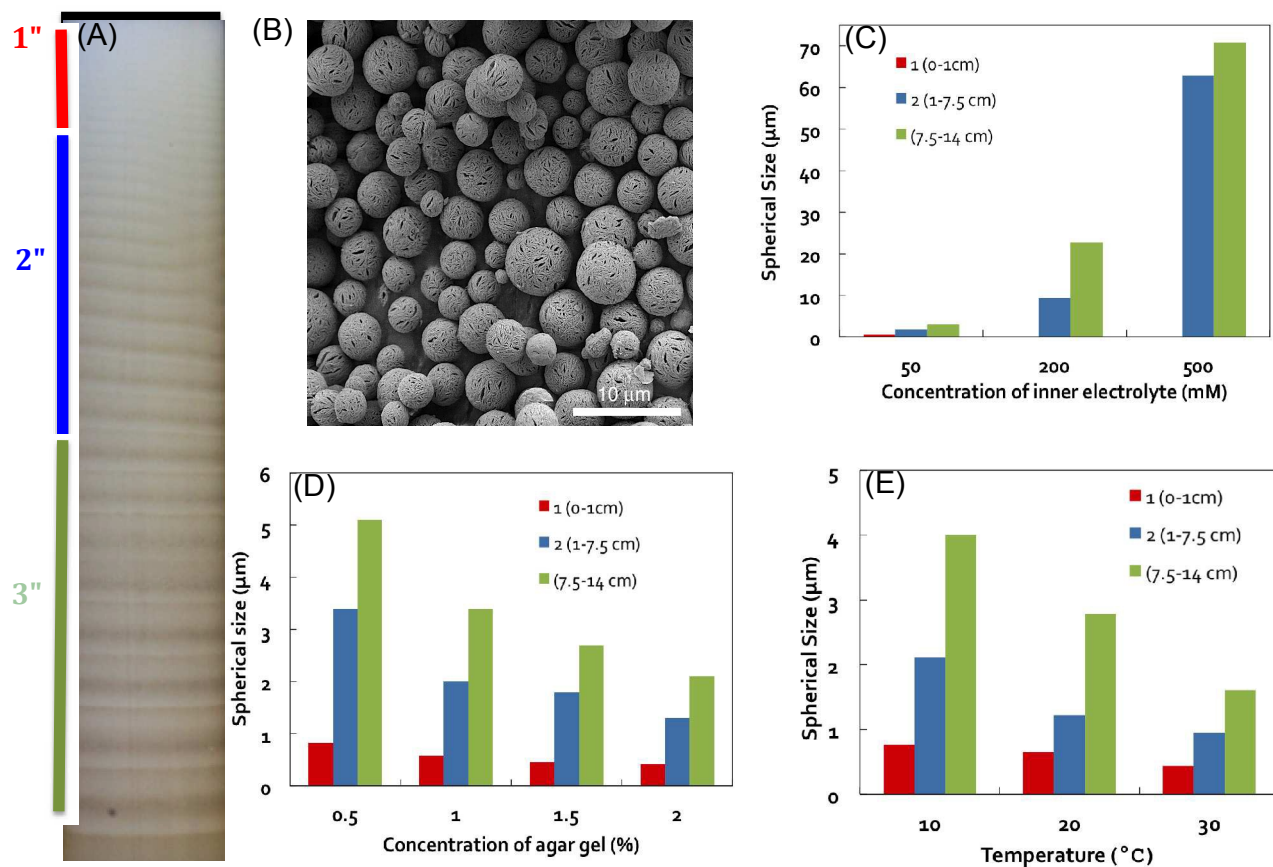 (A)
1"
2"
3"
(B)
10 µm
(C)
1 (0-1cm)
2 (1-7.5 cm)
(7.5-14 cm)
Spherical Size (µm)
70
60
50
40
30
20
10
0
50 200 500
Concentration of inner electrolyte (mM)
(D)
1 (0-1cm)
2 (1-7.5 cm)
(7.5-14 cm)
Spherical size (µm)
6
5
4
3
2
1
0
0.5 1 1.5 2
Concentration of agar gel (%)
(E)
1 (0-1cm)
2 (1-7.5 cm)
(7.5-14 cm)
Spherical Size (µm)
5
4
3
2
1
0
10 20 30
Temperature (°C)